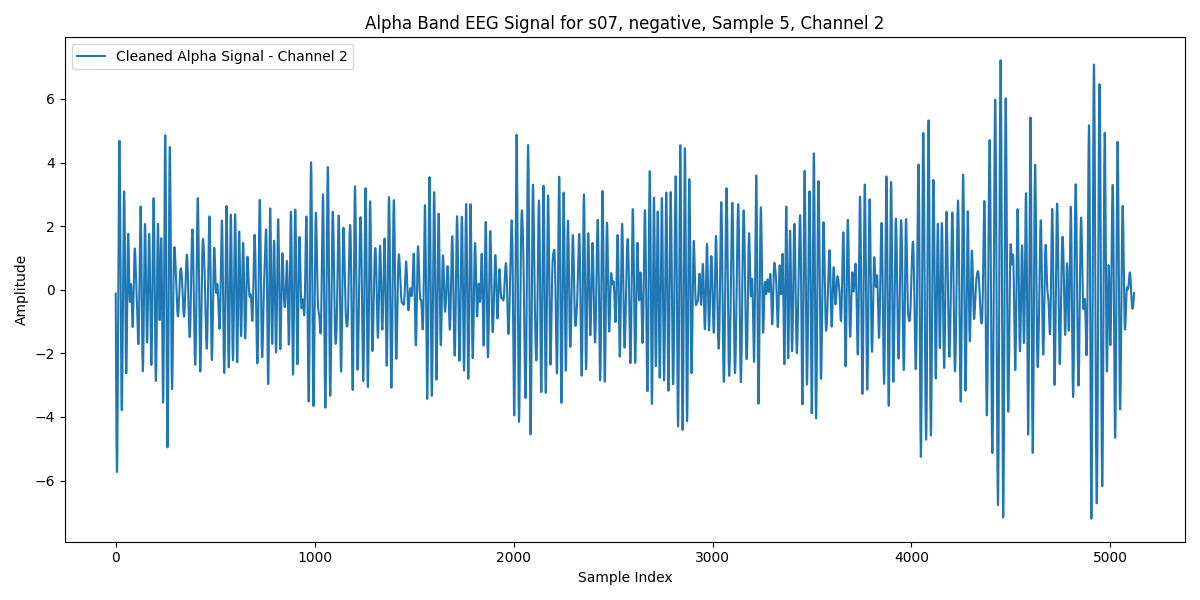 Alpha Band EEG Signal for s07, negative, Sample 5, Channel 2
Cleaned Alpha Signal - Channel 2
Amplitude
6
4
2
0
−2
−4
−6
0 1000 2000 3000 4000 5000
Sample Index